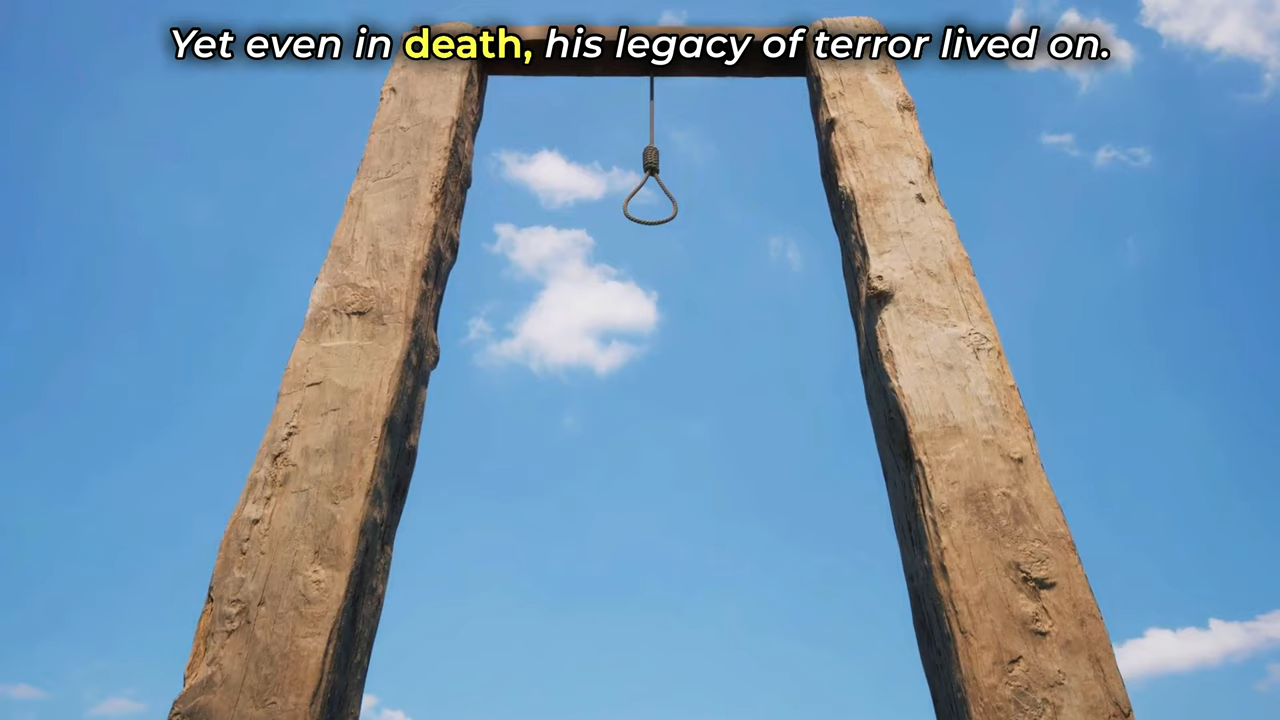 Yet even in death, his legacy of terror lived on.